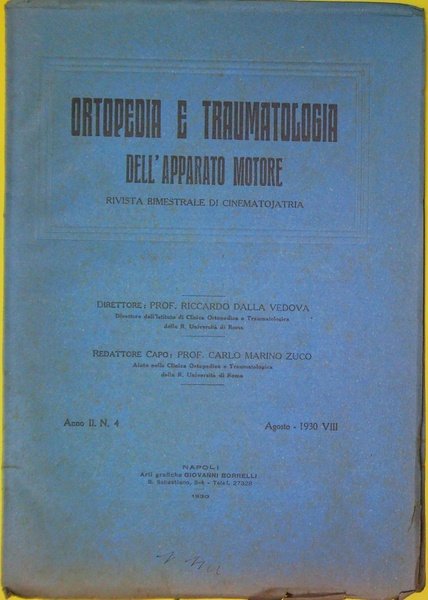 ORTOPEDIA E TRAUMATOLOGIA
DELL'APPARATO MOTORE
RIVISTA BIMESTRALE DI CINEMATOJATRIA
DIRETTORE: PROF. RICCARDO DALLA VEDOVA
Direttore dell'Istituto di Clinica Ortopedica e Traumatologica
della R. Università di Roma
REDATTORE CAPO: PROF. CARLO MARINO ZUCO
Aiuto nella Clinica Ortopedica e Traumatologica
della R. Università di Roma
Anno II. N. 4
Agosto - 1930 VIII
NAPOLI
Arti grafiche GIOVANNI BORRELLI
S. Sebastiano, Telef. 27328
1930